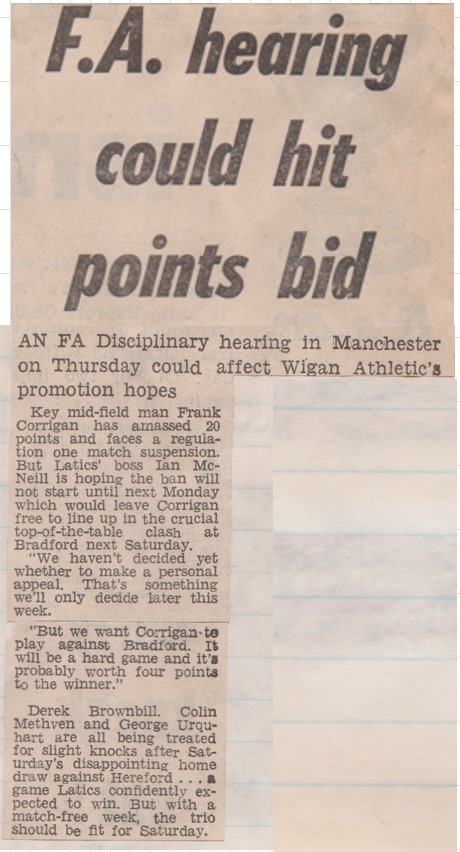 F.A. hearing
could hit
points bid
AN FA Disciplinary hearing in Manchester
on Thursday could affect Wigan Athletic's
promotion hopes
Key mid-field man Frank
Corrigan has amassed 20
points and faces a regula-
tion one match suspension.
But Latics' boss Ian Mc-
Neill is hoping the ban will
not start until next Monday
which would leave Corrigan
free to line up in the crucial
top-of-the-table clash at
Bradford next Saturday.
"We haven't decided yet
whether to make a personal
appeal. That's something
we'll only decide later this
week.
"But we want Corrigan to
play against Bradford. It
will be a hard game and it's
probably worth four points
to the winner."
Derek Brownbill, Colin
Methven and George Urqu-
hart are all being treated
for slight knocks after Sat-
urday's disappointing home
draw against Hereford ... a
game Latics confidently ex-
pected to win. But with a
match-free week, the trio
should be fit for Saturday.